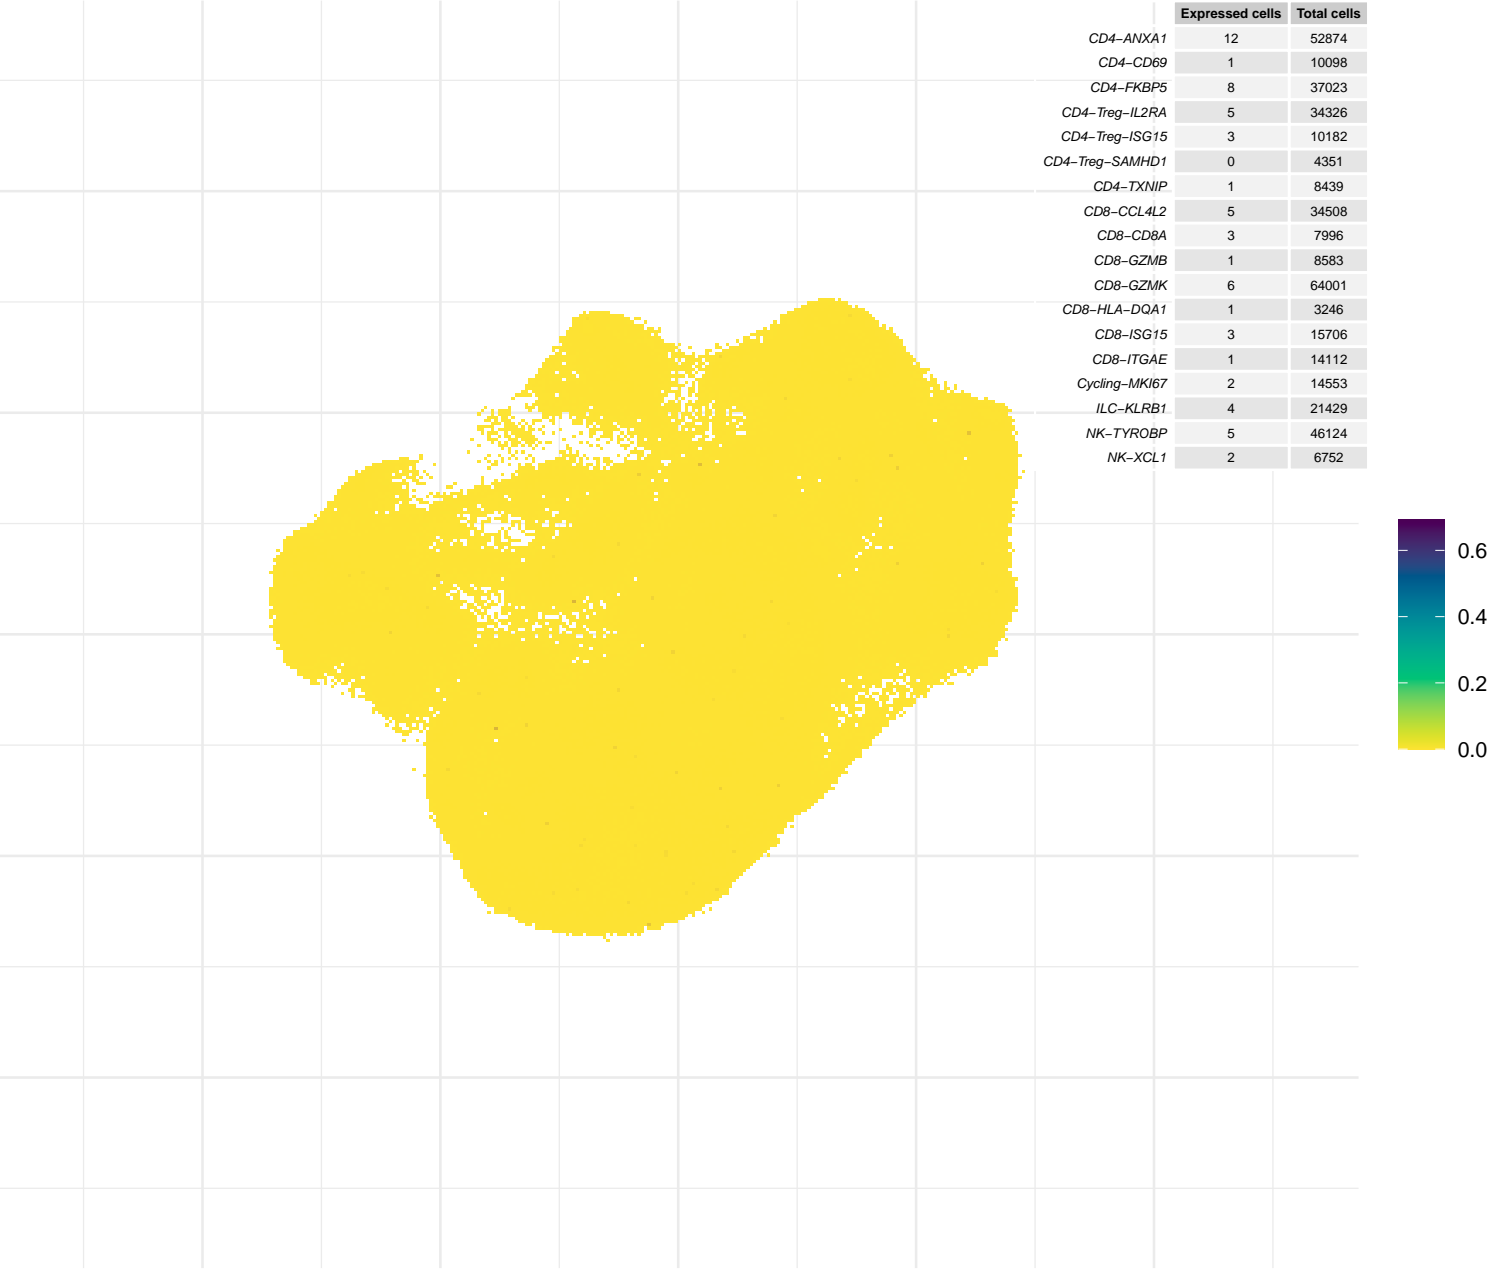 Expressed cells Total cells
CD4−ANXA1 12 52874
CD4−CD69 1 10098
CD4−FKBP5 8 37023
CD4−Treg−IL2RA 5 34326
CD4−Treg−ISG15 3 10182
CD4−Treg−SAMHD1 0 4351
CD4−TXNIP 1 8439
CD8−CCL4L2 5 34508
CD8−CD8A 3 7996
CD8−GZMB 1 8583
CD8−GZMK 6 64001
CD8−HLA−DQA1 1 3246
CD8−ISG15 3 15706
CD8−ITGAE 1 14112
Cycling−MKI67 2 14553
ILC−KLRB1 4 21429
NK−TYROBP 5 46124
NK−XCL1 2 6752
0.6
0.4
0.2
0.0